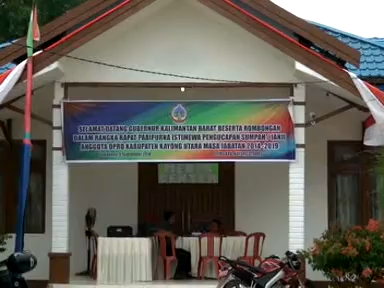 SELAMAT DATANG GUBERNUR KALIMANTAN BARAT BESERTA ROMBONGAN
DALAM RANGKA RAPAT PARIPURNA ISTIMEWA PENGUCAPAN SUMPAH / JANJI
ANGGOTA DPRD KABUPATEN KAYONG UTARA MASA JABATAN 2014-2019